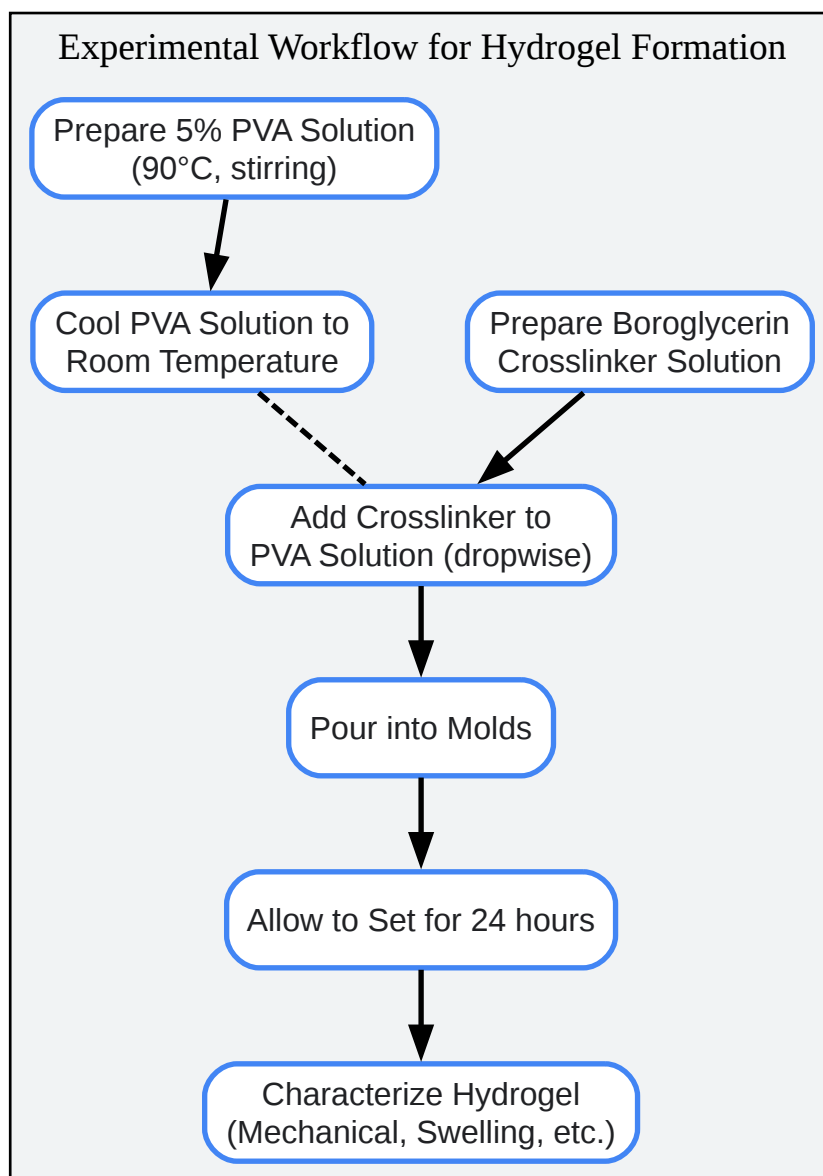 Experimental Workflow for Hydrogel Formation
Prepare 5% PVA Solution
(90°C, stirring)
Cool PVA Solution to
Room Temperature
Prepare Boroglycerin
Crosslinker Solution
Add Crosslinker to
PVA Solution (dropwise)
Pour into Molds
Allow to Set for 24 hours
Characterize Hydrogel
(Mechanical, Swelling, etc.)